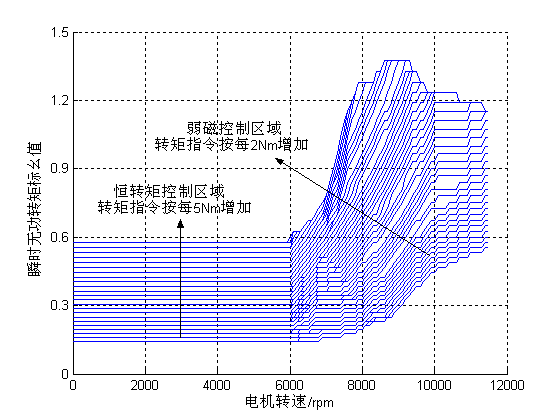 1.5
1.2
0.9
0.6
0.3
0
瞬时无功转矩标幺值
弱磁控制区域
转矩指令按每2Nm增加
恒转矩控制区域
转矩指令按每5Nm增加
0
2000
4000
6000
8000
10000
12000
电机转速/rpm